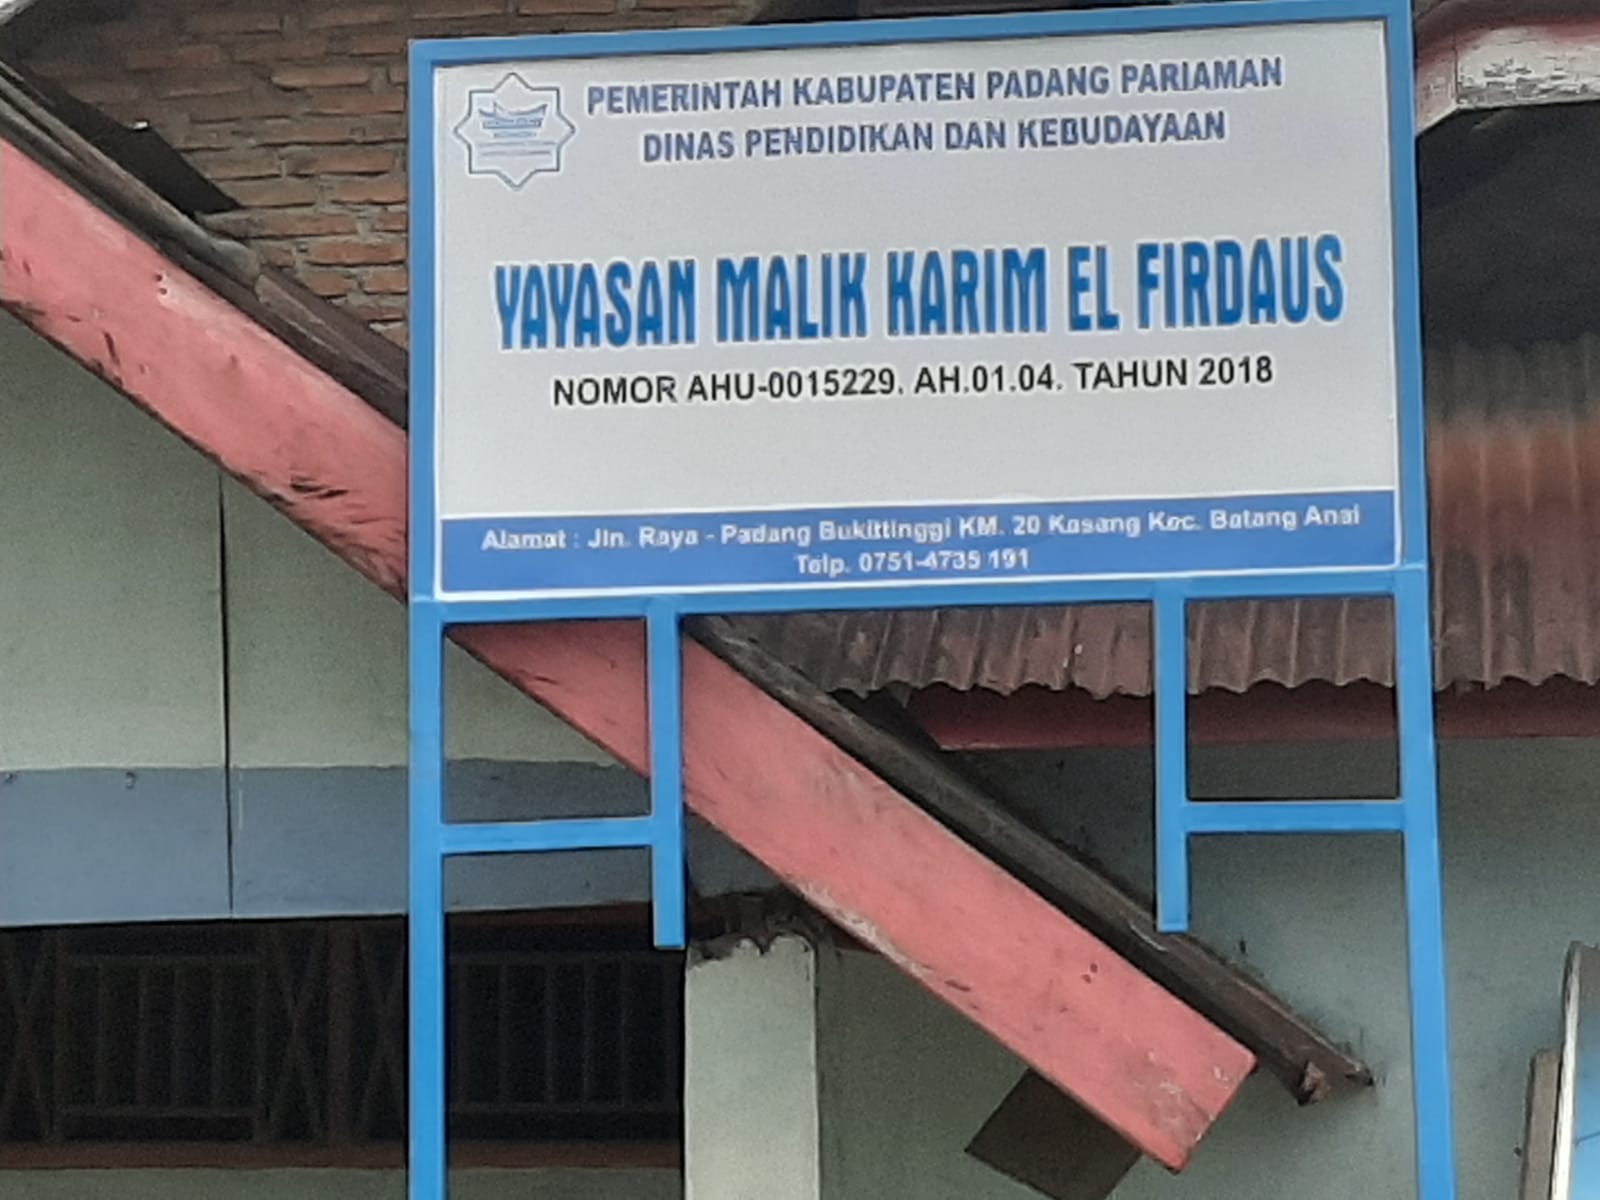 PEMERINTAH KABUPATEN PADANG PARIAMAN
DINAS PENDIDIKAN DAN KEBUDAYAAN
YAYASAN MALIK KARIM EL FIRDAUS
NOMOR AHU-0015229. AH.01.04. TAHUN 2018
Alamat : Jln. Raya - Padang Bukittinggi KM. 20 Kasang Kec. Batang Anai
Telp. 0751-4735 191